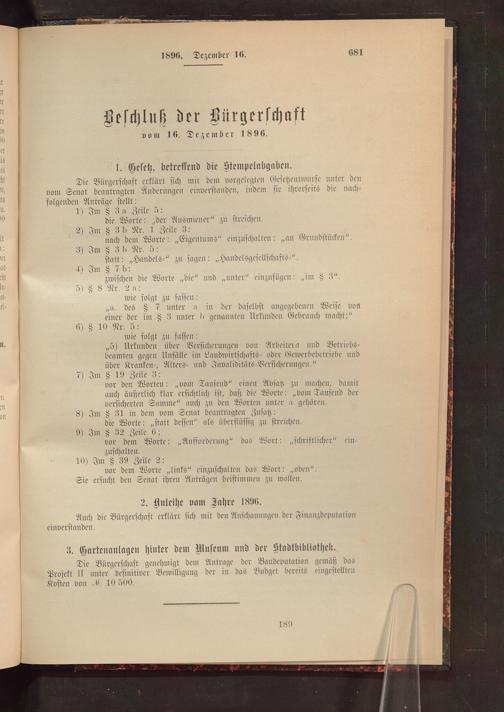 1896, Dezember 16.
681
Beschluß der Bürgerschaft
vom 16. Dezember 1896.
1. Gesetz, betreffend die Stempelabgaben.
Die Bürgerschaft erklärt sich mit dem vorgelegten Gesetzentwurfe unter den
vom Senat beantragten Änderungen einverstanden, indem sie ihrerseits die nach-
folgenden Anträge stellt:
1) Im § 3 a Zeile 5:
die Worte: „der Ausmiener“ zu streichen.
2) Im § 3 b Nr. 1 Zeile 3:
nach dem Worte: „Eigentums“ einzuschalten: „an Grundstücken“.
3) Im § 3 b Nr. 5:
statt: „Handels-“ zu sagen: „Handelsgesellschafts-“.
4) Im § 7 b:
zwischen die Worte „die“ und „unter“ einzufügen: „im § 3“.
5) § 8 Nr. 2 a:
wie folgt zu fassen:
„a. des § 7 unter a in der daselbst angegebenen Weise von
einer der im § 3 unter b genannten Urkunden Gebrauch macht;“
6) § 10 Nr. 5:
wie folgt zu fassen:
„5) Urkunden über Versicherungen von Arbeitern und Betriebs-
beamten gegen Unfälle im Landwirtschafts- oder Gewerbebetriebe und
über Kranken-, Alters- und Invaliditäts-Versicherungen.“
7) Im § 19 Zeile 3:
vor den Worten: „vom Tausend“ einen Absatz zu machen, damit
auch äußerlich klar ersichtlich ist, daß die Worte: „vom Tausend der
versicherten Summe“ auch zu den Worten unter a gehören.
8) Im § 31 in dem vom Senat beantragten Zusatz:
die Worte: „statt dessen“ als überflüssig zu streichen.
9) Im § 32 Zeile 6;
vor dem Worte: „Aufforderung“ das Wort: „schriftlicher“ ein-
zuschalten.
10) Im § 39 Zeile 2:
vor dem Worte „links“ einzuschalten das Wort: „oben“.
Sie ersucht den Senat ihren Anträgen beistimmen zu wollen.
2. Anleihe vom Jahre 1896.
Auch die Bürgerschaft erklärt sich mit den Anschauungen der Finanzdeputation
einverstanden.
3. Gartenanlagen hinter dem Museum und der Stadtbibliothek.
Die Bürgerschaft genehmigt dem Antrage der Baudeputation gemäß das
Projekt II unter definitiver Bewilligung der in das Budget bereits eingestellten
Kosten von ℳ 10 500.
189